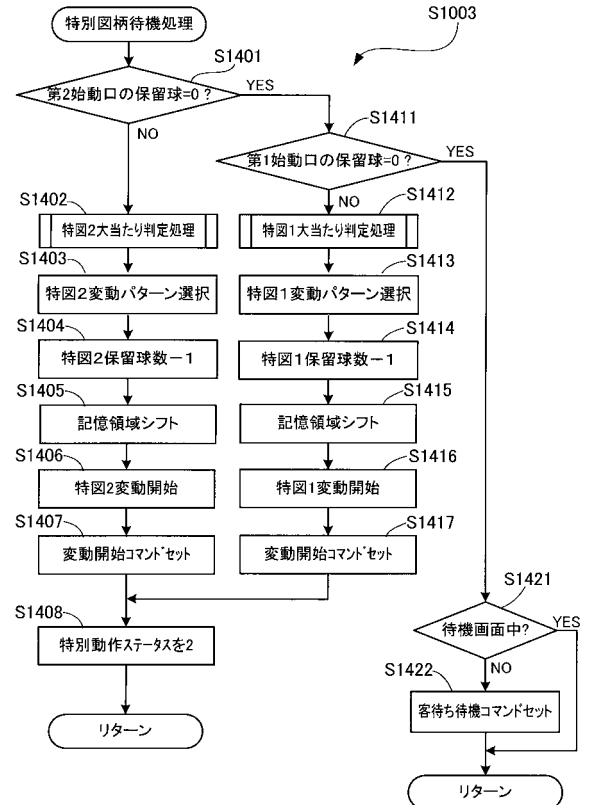 特別図柄待機処理
S1003
S1401
第2始動口の保留球=0?
YES
NO
S1411
第1始動口の保留球=0?
YES
NO
S1402
特図2大当たり判定処理
S1412
特図1大当たり判定処理
S1403
特図2変動パターン選択
S1413
特図1変動パターン選択
S1404
特図2保留球数−1
S1414
特図1保留球数−1
S1405
記憶領域シフト
S1415
記憶領域シフト
S1406
特図2変動開始
S1416
特図1変動開始
S1407
変動開始コマンドセット
S1417
変動開始コマンドセット
S1408
特別動作ステータスを2
リターン
S1421
待機画面中?
YES
NO
S1422
客待ち待機コマンドセット
リターン